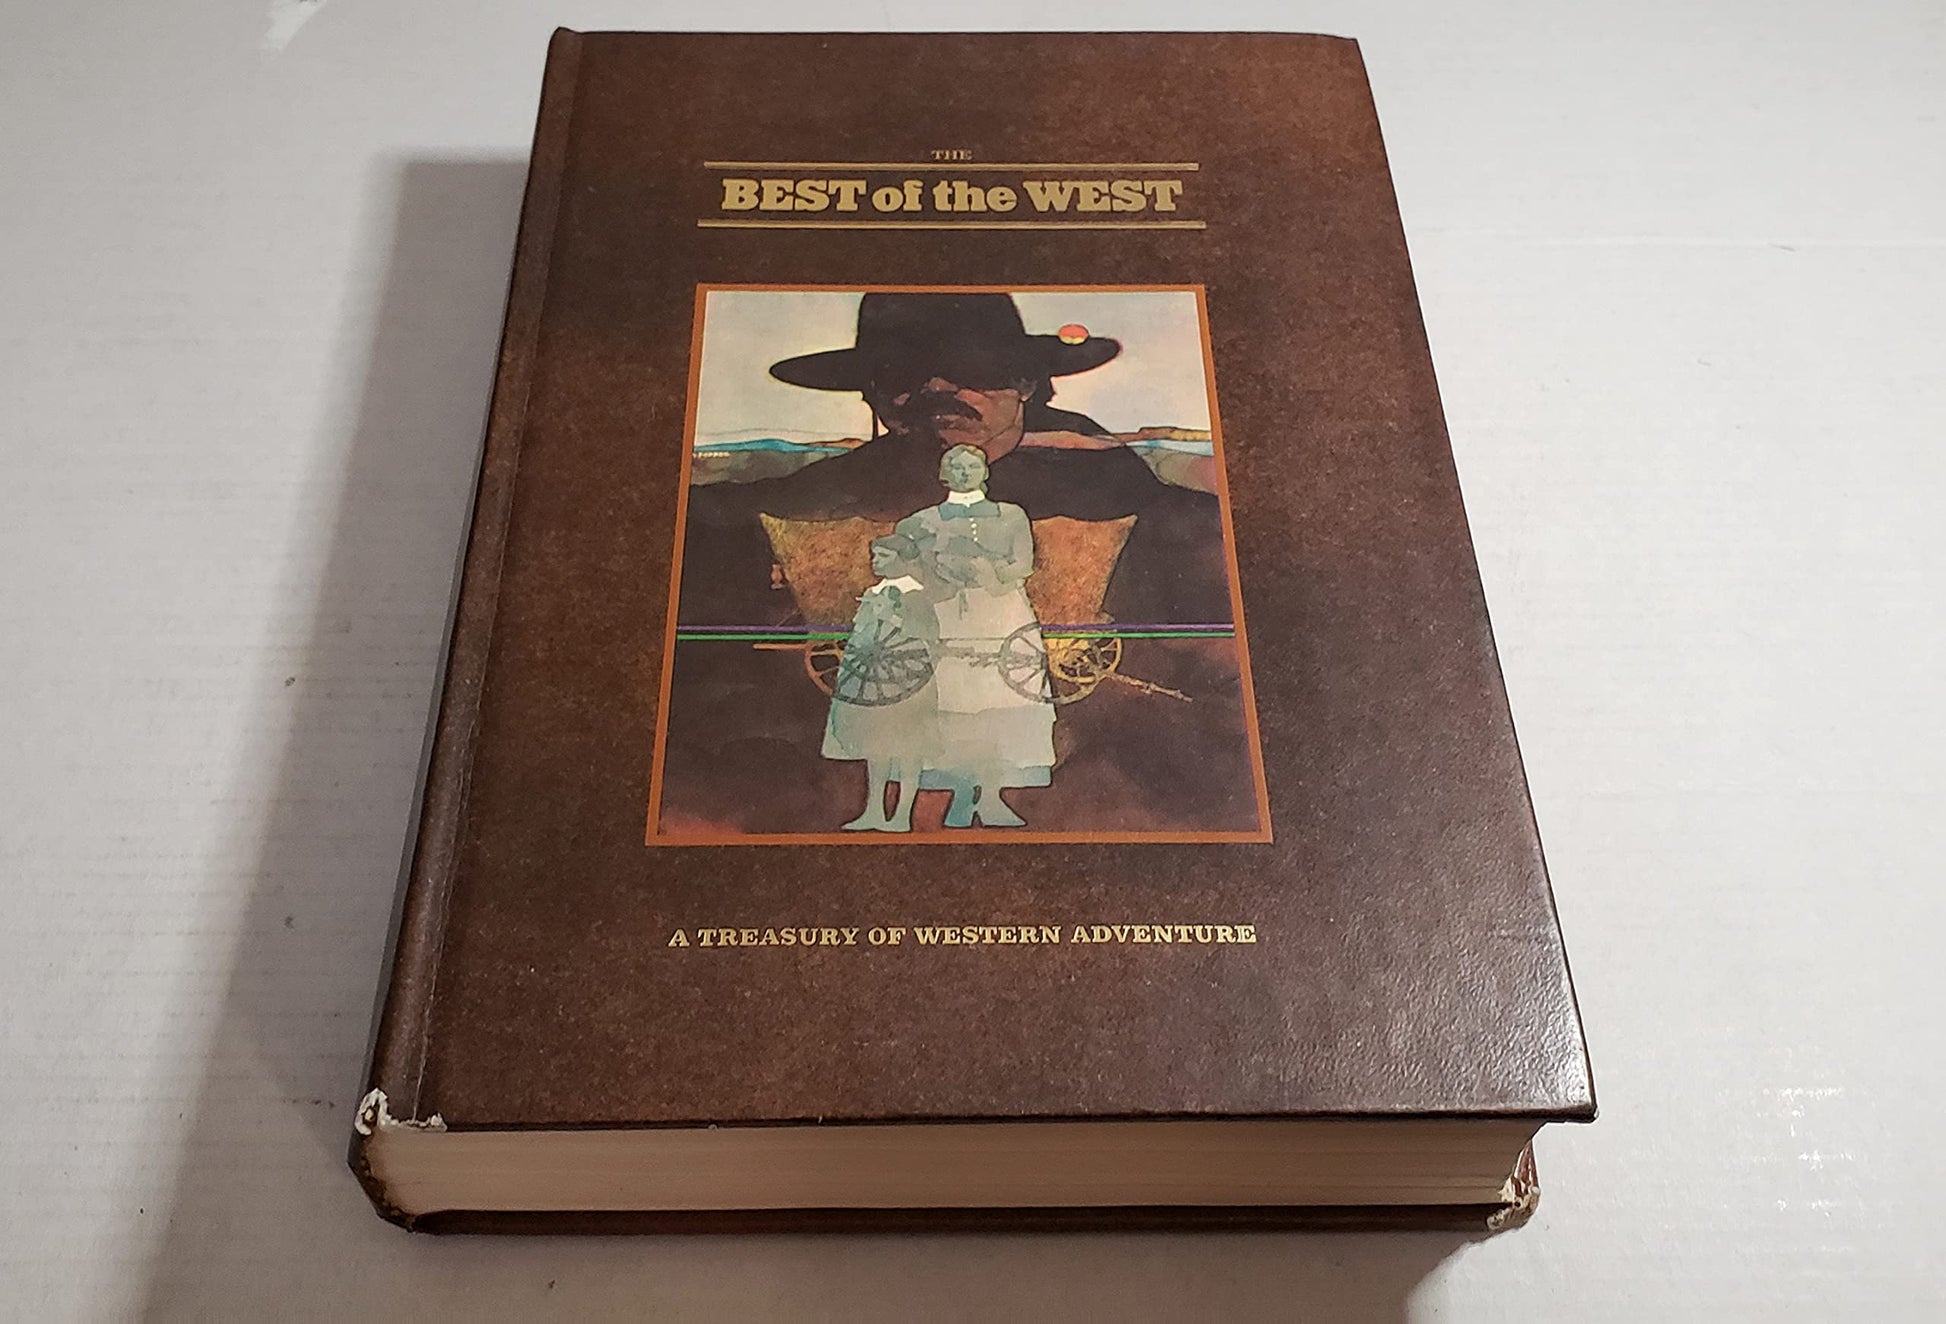 THE
BEST of the WEST
A TREASURY OF WESTERN ADVENTURE